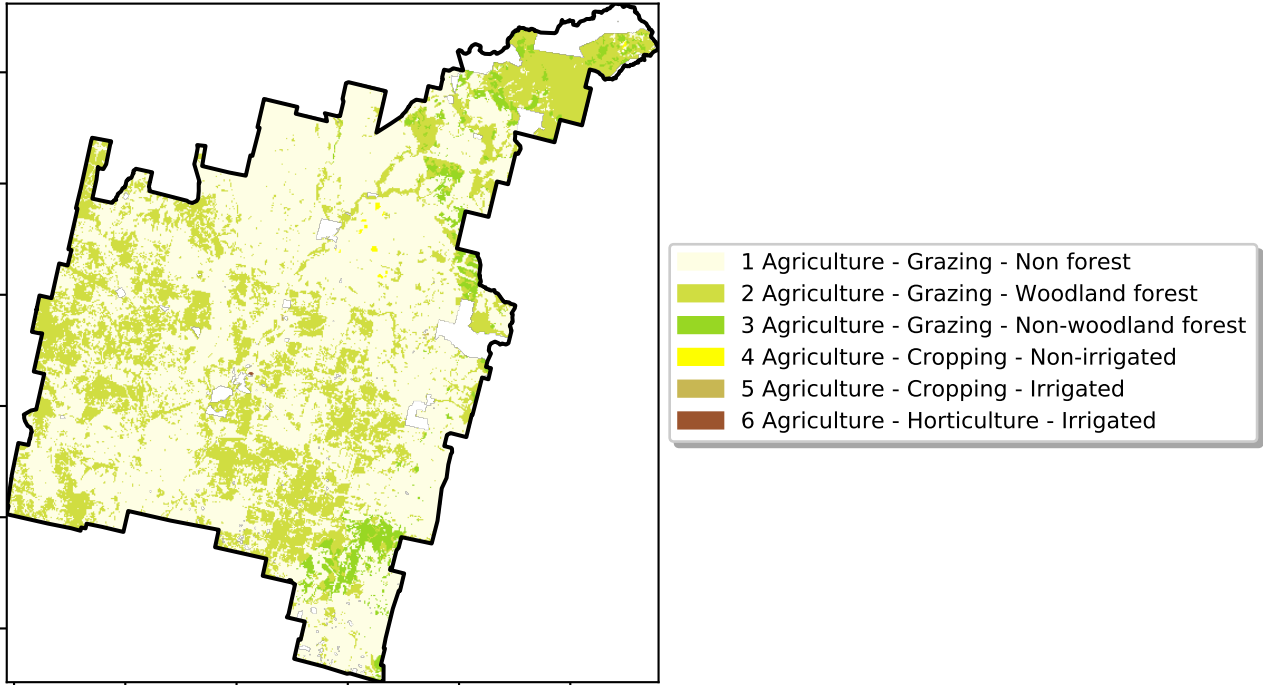 1 Agriculture - Grazing - Non forest
2 Agriculture - Grazing - Woodland forest
3 Agriculture - Grazing - Non-woodland forest
4 Agriculture - Cropping - Non-irrigated
5 Agriculture - Cropping - Irrigated
6 Agriculture - Horticulture - Irrigated